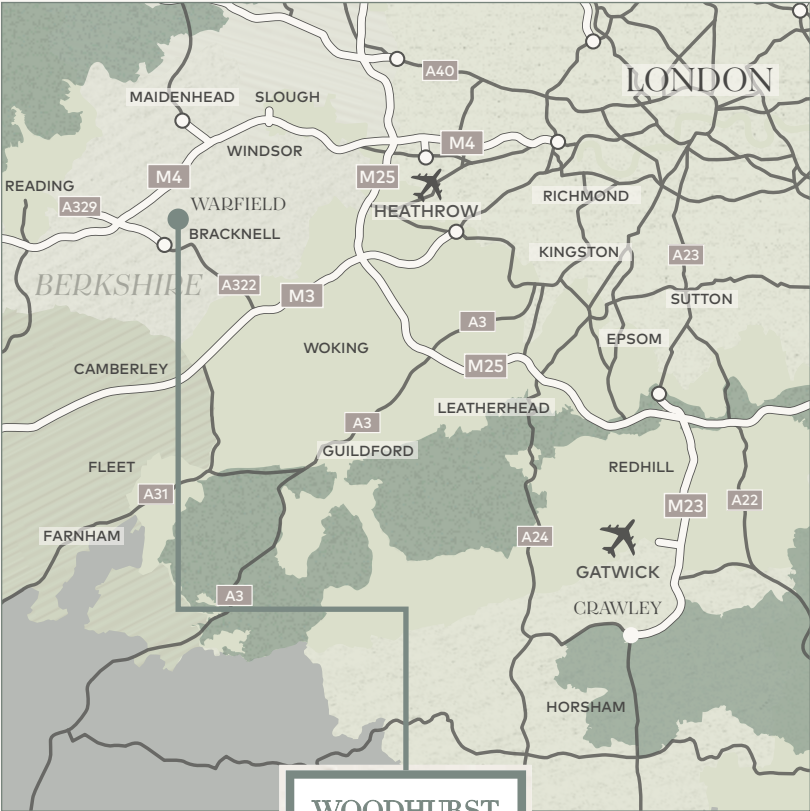 A40
LONDON
MAIDENHEAD
SLOUGH
M4
WINDSOR
M4
M25
READING
A329
WARFIELD
HEATHROW
RICHMOND
BRACKNELL
KINGSTON
A23
BERKSHIRE
A322
M3
SUTTON
A3
EPSOM
WOKING
M25
CAMBERLEY
LEATHERHEAD
A3
GUILDFORD
FLEET
REDHILL
A31
A22
M23
FARNHAM
A24
GATWICK
A3
CRAWLEY
HORSHAM
WOODHURST